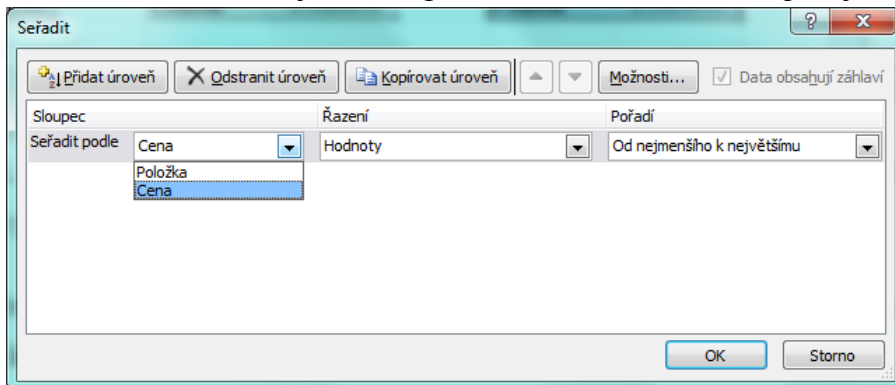 Seřadit
Přidat úroveň Odstranit úroveň Kopírovat úroveň Možnosti... Data obsahují záhlaví
Sloupec Řazení Pořadí
Seřadit podle Cena Hodnoty Od nejmenšího k největšímu
Položka
Cena
OK Storno